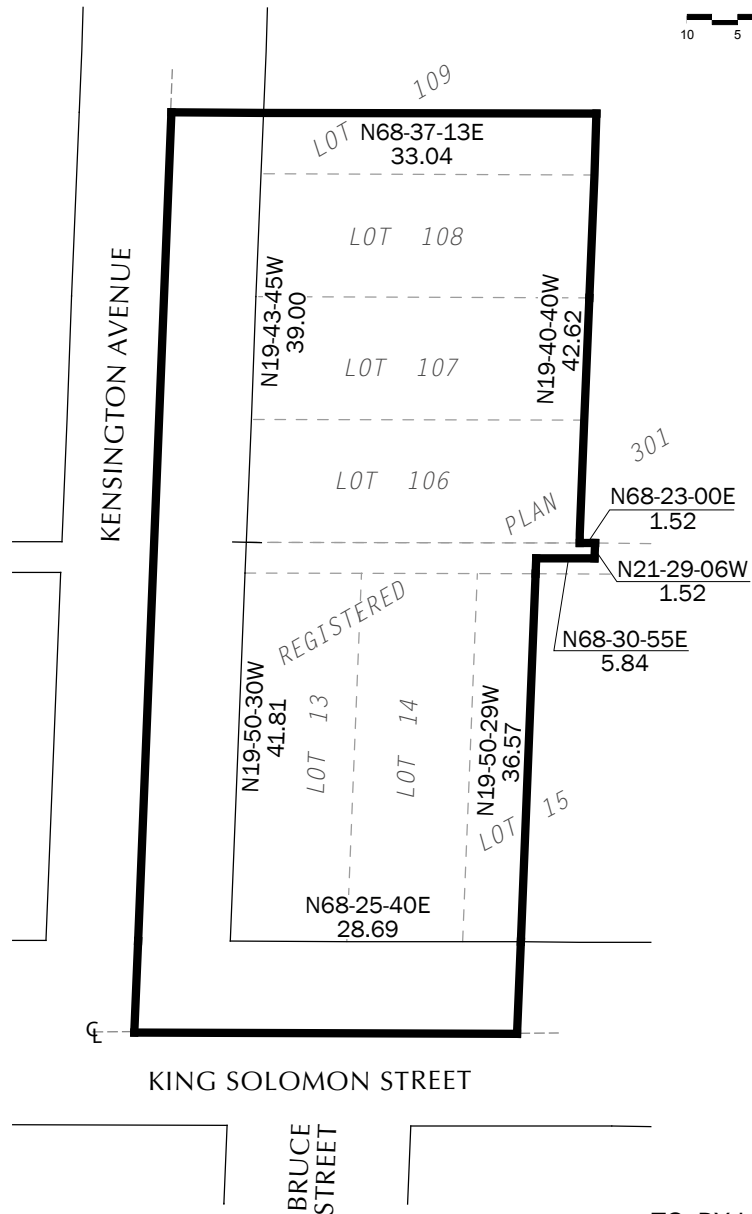 10 5
109
LOT
N68-37-13E
33.04
LOT 108
KENSINGTON AVENUE
N19-43-45W
39.00
N19-40-40W
42.62
LOT 107
301
LOT 106
N68-23-00E
1.52
PLAN
N21-29-06W
1.52
REGISTERED
N68-30-55E
5.84
N19-50-30W
41.81
LOT 13
LOT 14
N19-50-29W
36.57
LOT 15
N68-25-40E
28.69
℄
KING SOLOMON STREET
BRUCE
STREET